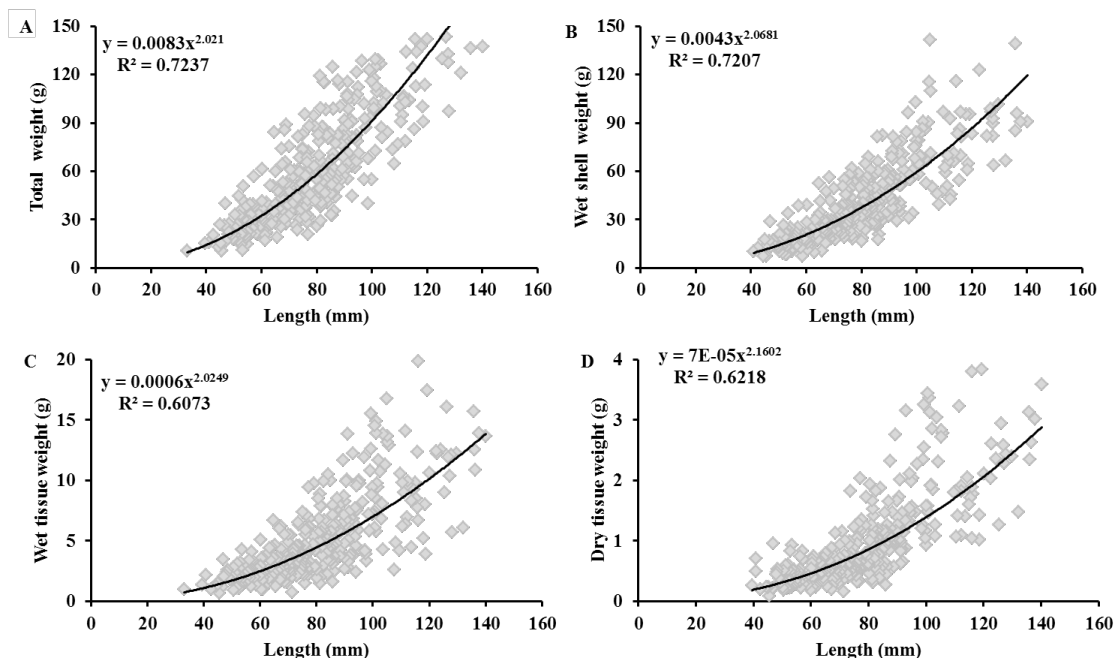 A
y = 0.0083x^2.021
R² = 0.7237
150
120
90
60
30
0
Total weight (g)
0 20 40 60 80 100 120 140 160
Length (mm)
B
y = 0.0043x^2.0681
R² = 0.7207
150
120
90
60
30
0
Wet shell weight (g)
0 20 40 60 80 100 120 140 160
Length (mm)
C
y = 0.0006x^2.0249
R² = 0.6073
20
15
10
5
0
Wet tissue weight (g)
0 20 40 60 80 100 120 140 160
Length (mm)
D
y = 7E-05x^2.1602
R² = 0.6218
4
3
2
1
0
Dry tissue weight (g)
0 20 40 60 80 100 120 140 160
Length (mm)